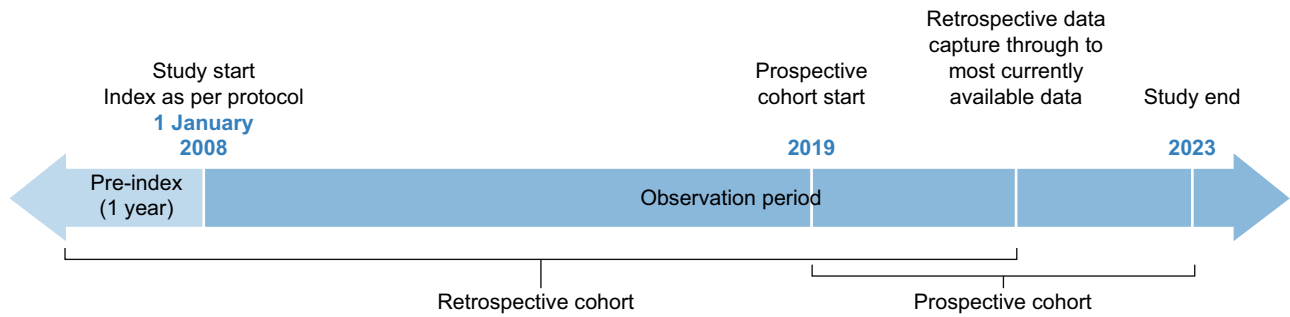 Study start
Index as per protocol
1 January
2008
Prospective
cohort start
2019
Retrospective data
capture through to
most currently
available data
Study end
2023
Pre-index
(1 year)
Observation period
Retrospective cohort
Prospective cohort